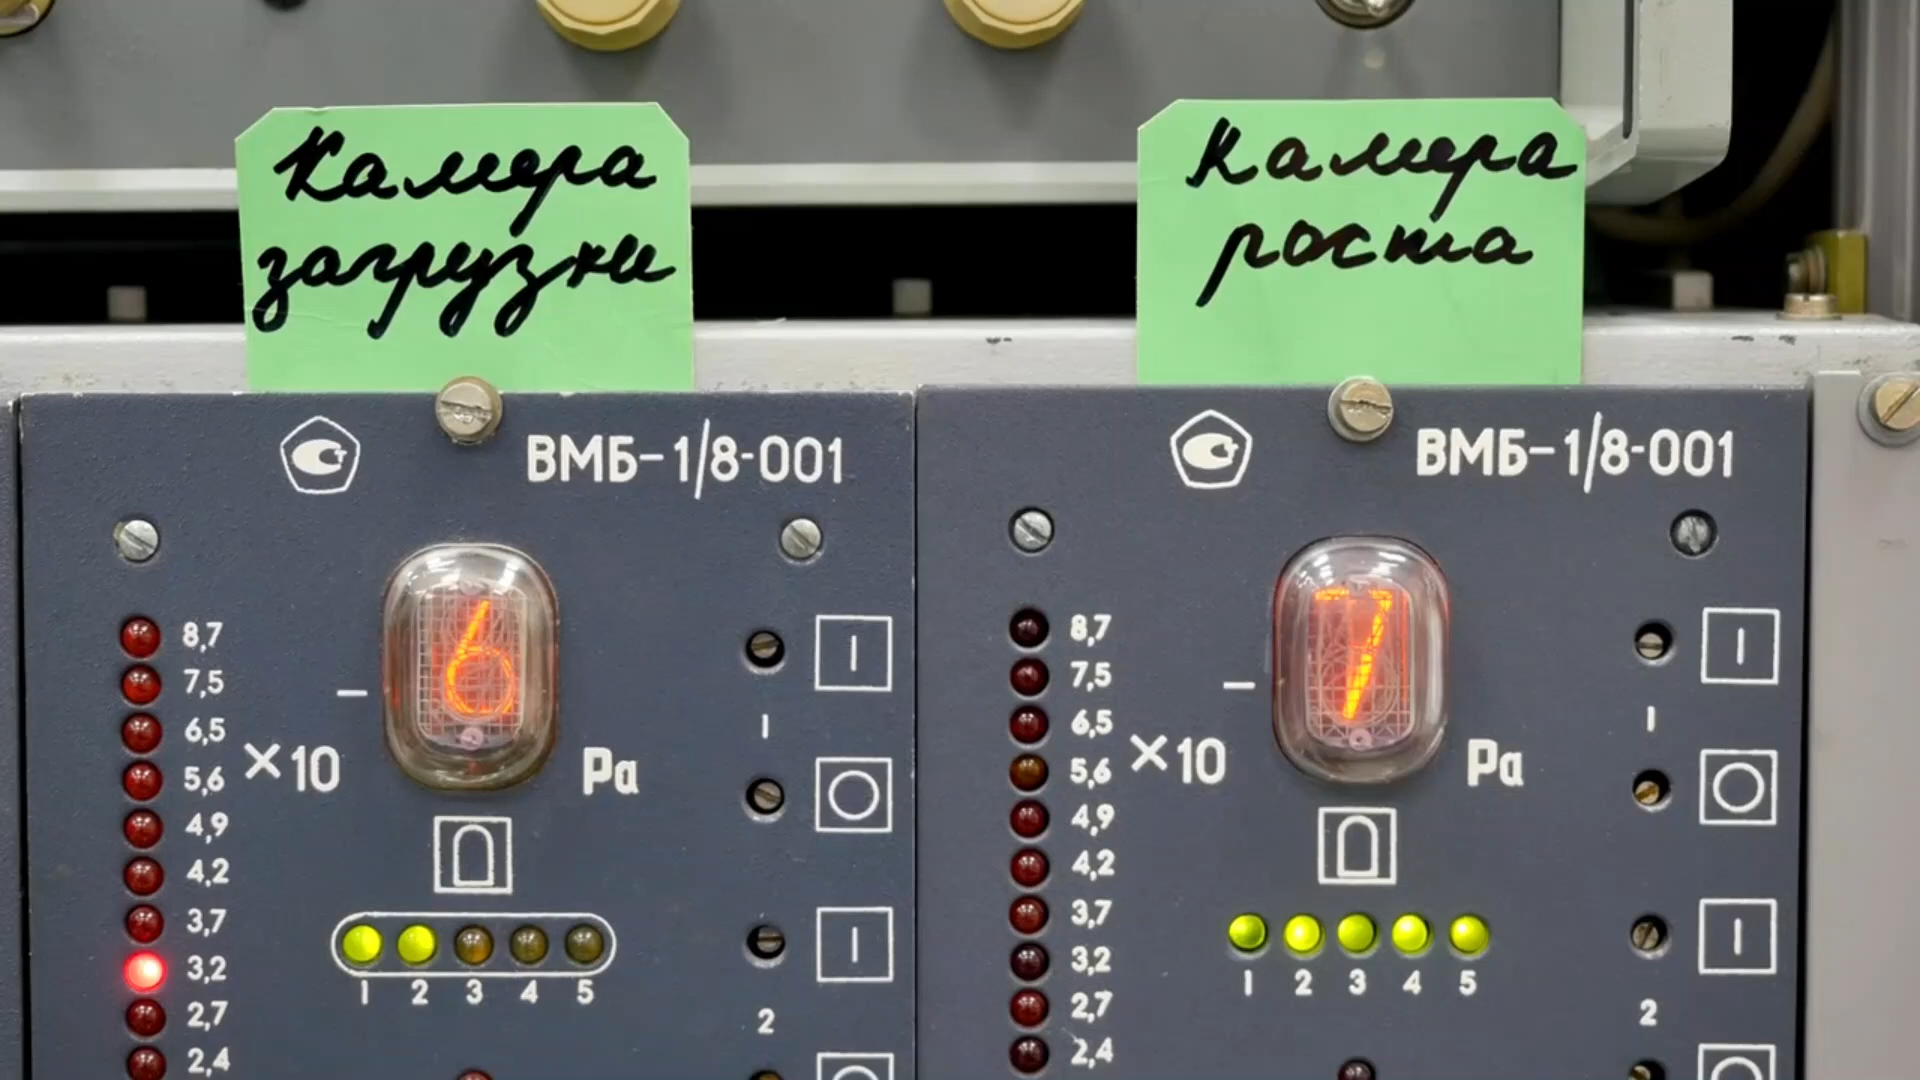 Камера
загрузки
Камера
роста
ВМБ-1/8-001
8,7
7,5
6,5
5,6
4,9
4,2
3,7
3,2
2,7
2,4
6
−
×10
Pa
1 2 3 4 5
I
1
O
I
2
O
ВМБ-1/8-001
8,7
7,5
6,5
5,6
4,9
4,2
3,7
3,2
2,7
2,4
7
−
×10
Pa
1 2 3 4 5
I
1
O
I
2
O